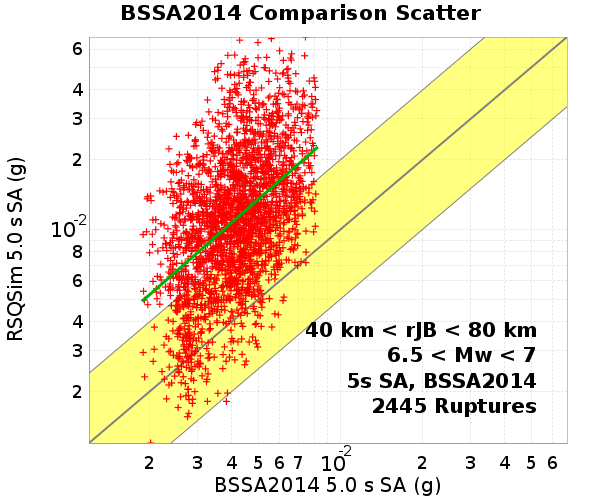 BSSA2014 Comparison Scatter
RSQSim 5.0 s SA (g)
6
4
3
2
10-2
8
6
4
3
2
40 km < rJB < 80 km
6.5 < Mw < 7
5s SA, BSSA2014
2445 Ruptures
2 3 4 5 6 7 10-2 2 3 4 5 6
BSSA2014 5.0 s SA (g)